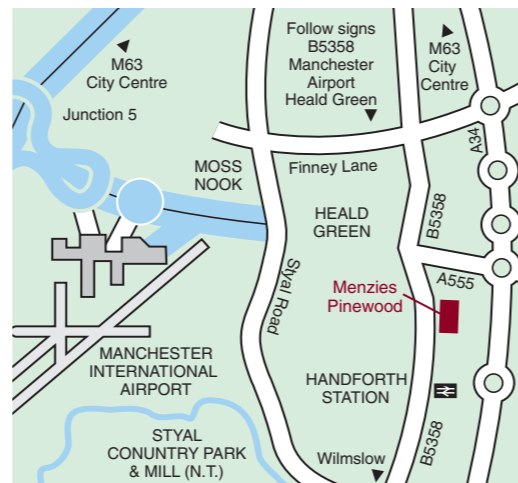 M63
City Centre
Junction 5
Follow signs
B5358
Manchester
Airport
Heald Green
M63
City
Centre
A34
MOSS
NOOK
Finney Lane
HEALD
GREEN
B5358
A555
Styal Road
Menzies
Pinewood
MANCHESTER
INTERNATIONAL
AIRPORT
HANDFORTH
STATION
STYAL
CONUNTRY PARK
& MILL (N.T.)
Wilmslow
B5358